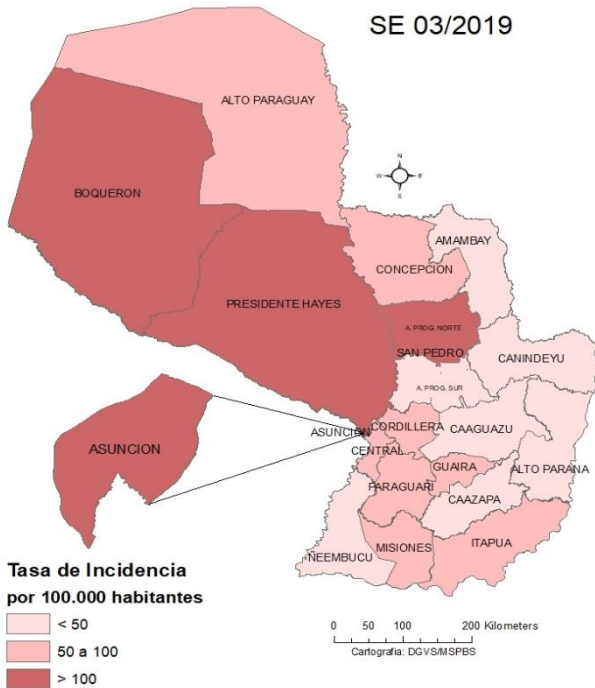 SE 03/2019
ALTO PARAGUAY
N
W E
S
BOQUERON
AMAMBAY
CONCEPCION
PRESIDENTE HAYES
A. PROG. NORTE
SAN PEDRO
CANINDEYU
A. PROG. SUR
ASUNCION
ASUNCION
CORDILLERA
CAAGUAZU
CENTRAL
GUAIRA
ALTO PARANA
PARAGUARI
CAAZAPA
MISIONES
ITAPUA
ÑEEMBUCU
Tasa de Incidencia
por 100.000 habitantes
< 50
50 a 100
> 100
0 50 100 200 Kilometers
Cartografia: DGVS/MSPBS